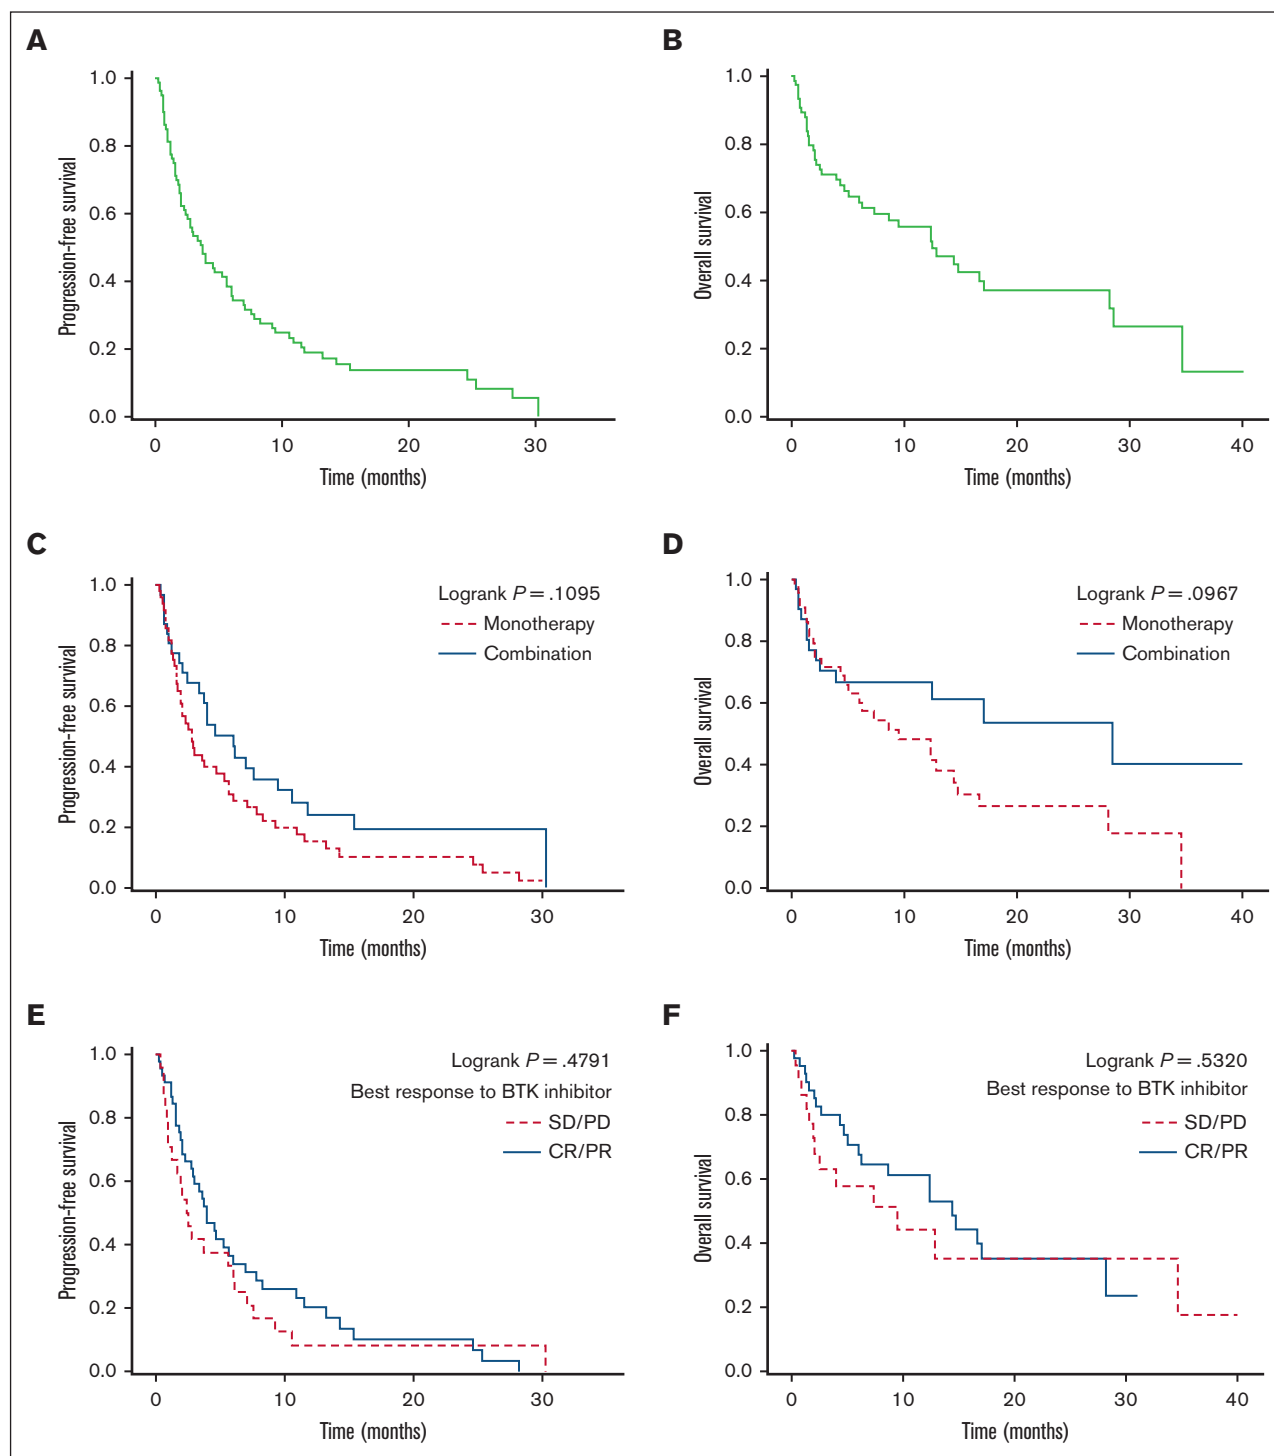 A
Progression-free survival
1.0
0.8
0.6
0.4
0.2
0.0
0 10 20 30
Time (months)
B
Overall survival
1.0
0.8
0.6
0.4
0.2
0.0
0 10 20 30 40
Time (months)
C
Progression-free survival
1.0
0.8
0.6
0.4
0.2
0.0
Logrank P = .1095
Monotherapy
Combination
0 10 20 30
Time (months)
D
Overall survival
1.0
0.8
0.6
0.4
0.2
0.0
Logrank P = .0967
Monotherapy
Combination
0 10 20 30 40
Time (months)
E
Progression-free survival
1.0
0.8
0.6
0.4
0.2
0.0
Logrank P = .4791
Best response to BTK inhibitor
SD/PD
CR/PR
0 10 20 30
Time (months)
F
Overall survival
1.0
0.8
0.6
0.4
0.2
0.0
Logrank P = .5320
Best response to BTK inhibitor
SD/PD
CR/PR
0 10 20 30 40
Time (months)